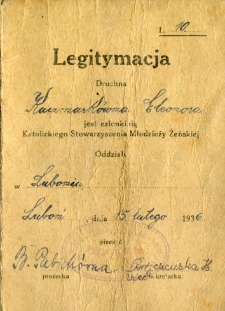 L. 10.
Legitymacja
Druhna
Kaczmarkówna Eleonora
jest członkinią
Katolickiego Stowarzyszenia Młodzieży Żeńskiej
Oddział
w Luboniu
Luboń, dnia 15 lutego 1936
pieczęć
B.
prezeska